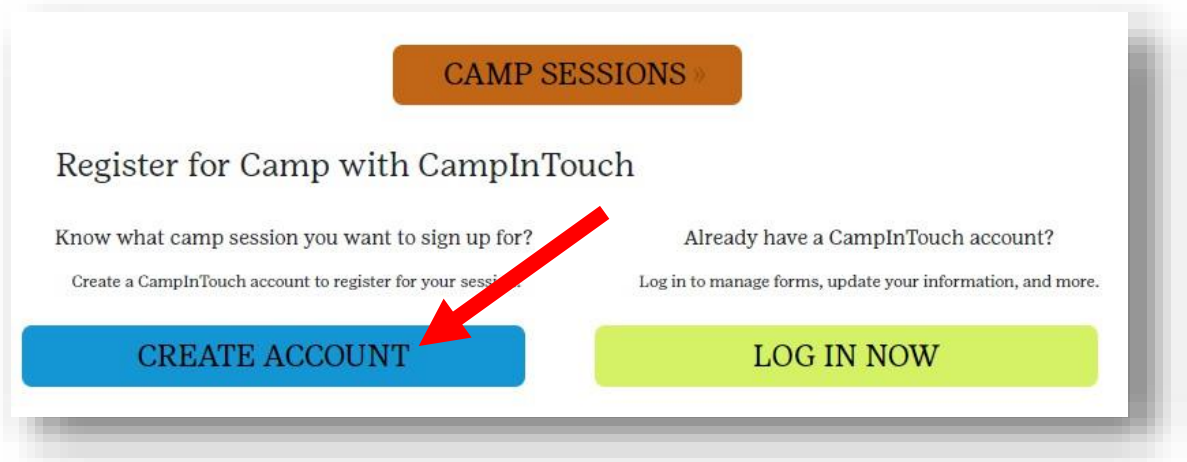 CAMP SESSIONS »
Register for Camp with CampInTouch
Know what camp session you want to sign up for?
Create a CampInTouch account to register for your session.
CREATE ACCOUNT
Already have a CampInTouch account?
Log in to manage forms, update your information, and more.
LOG IN NOW